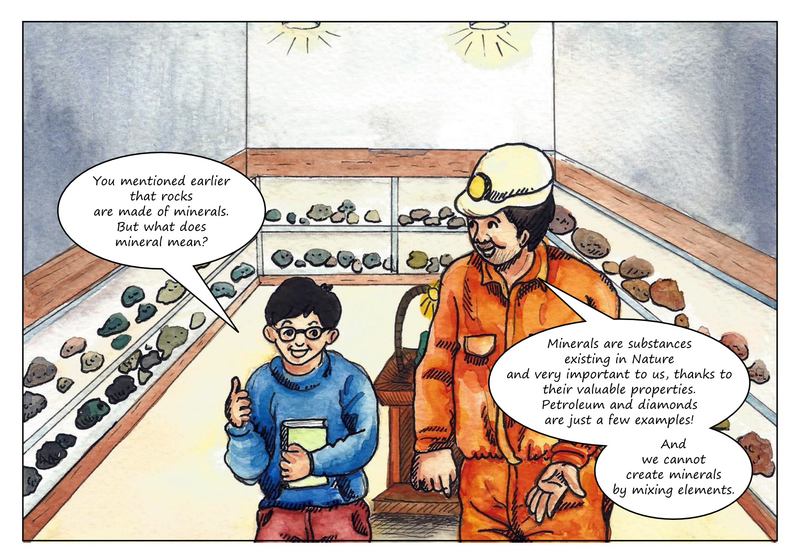 You mentioned earlier
that rocks
are made of minerals.
But what does
mineral mean?
Minerals are substances
existing in Nature
and very important to us, thanks to
their valuable properties.
Petroleum and diamonds
are just a few examples!
And
we cannot
create minerals
by mixing elements.